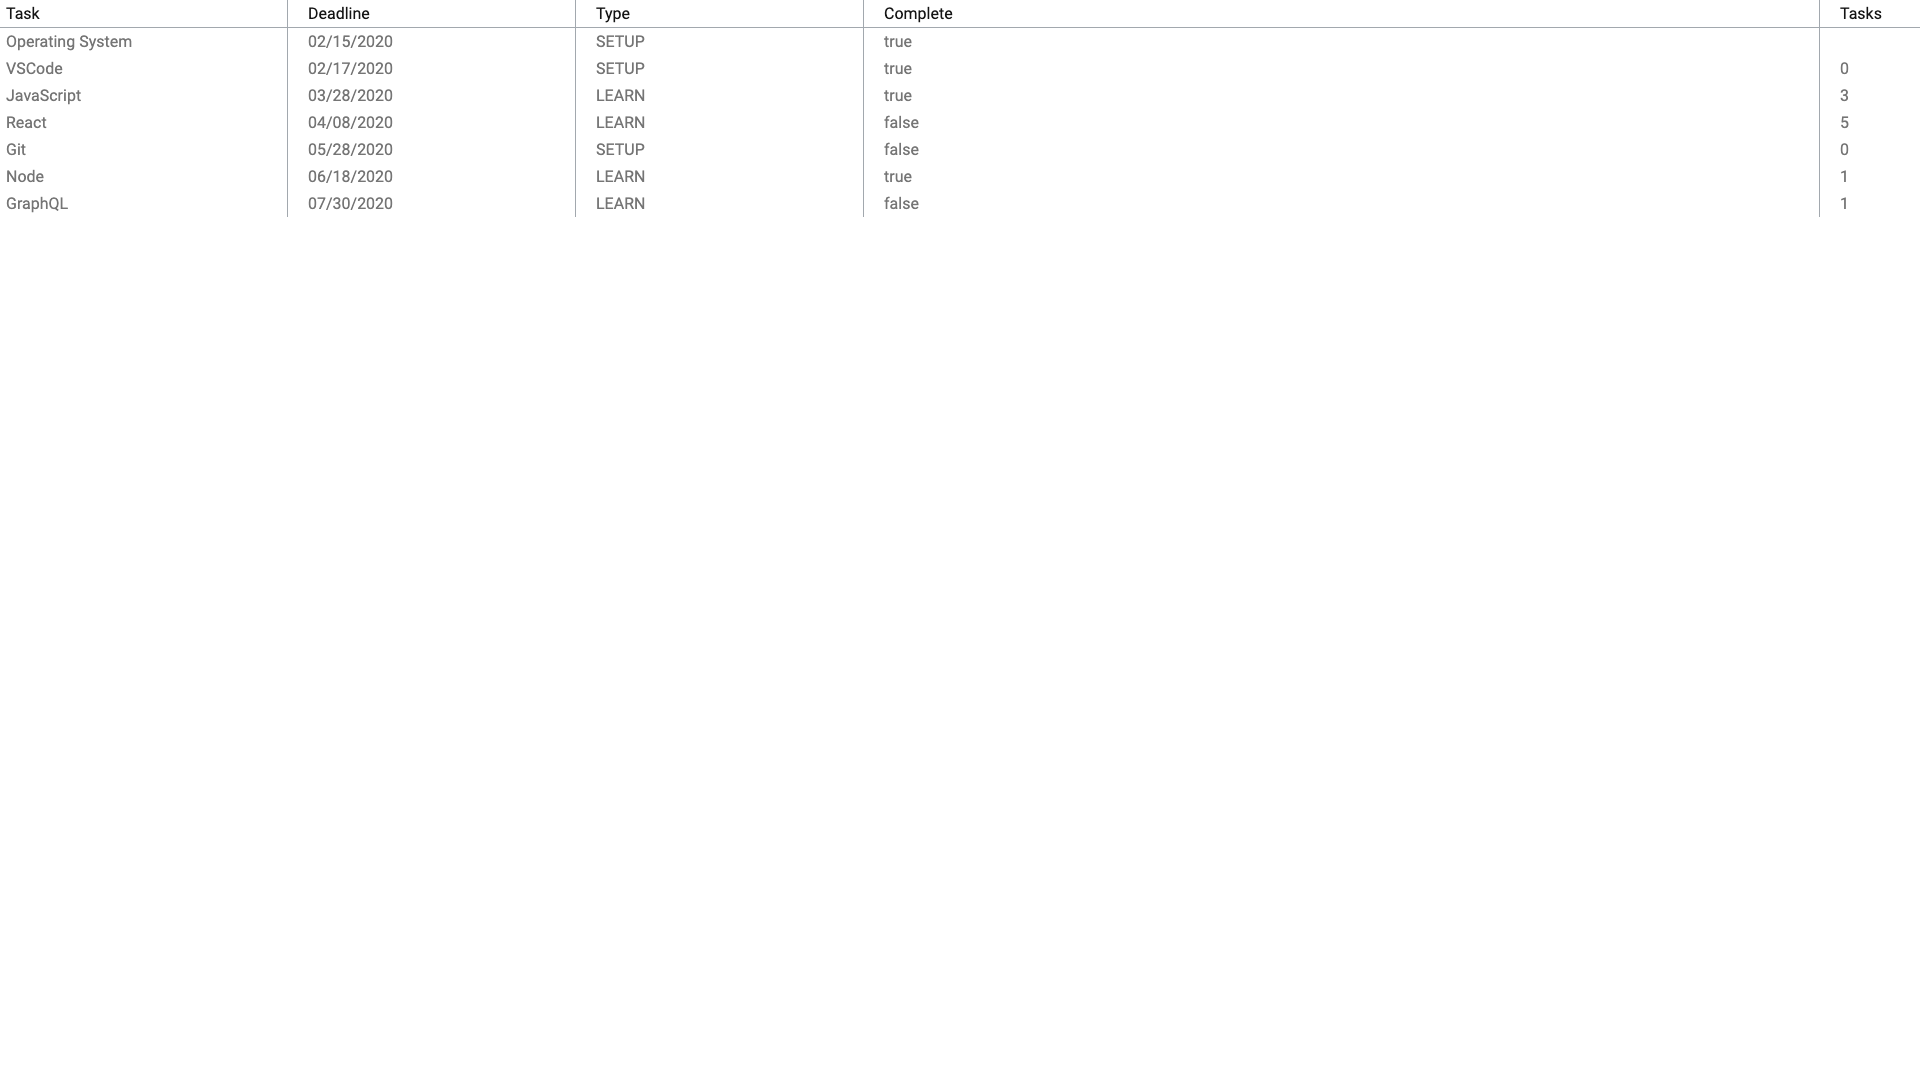 Task Deadline Type Complete Tasks
Operating System 02/15/2020 SETUP true
VSCode 02/17/2020 SETUP true 0
JavaScript 03/28/2020 LEARN true 3
React 04/08/2020 LEARN false 5
Git 05/28/2020 SETUP false 0
Node 06/18/2020 LEARN true 1
GraphQL 07/30/2020 LEARN false 1